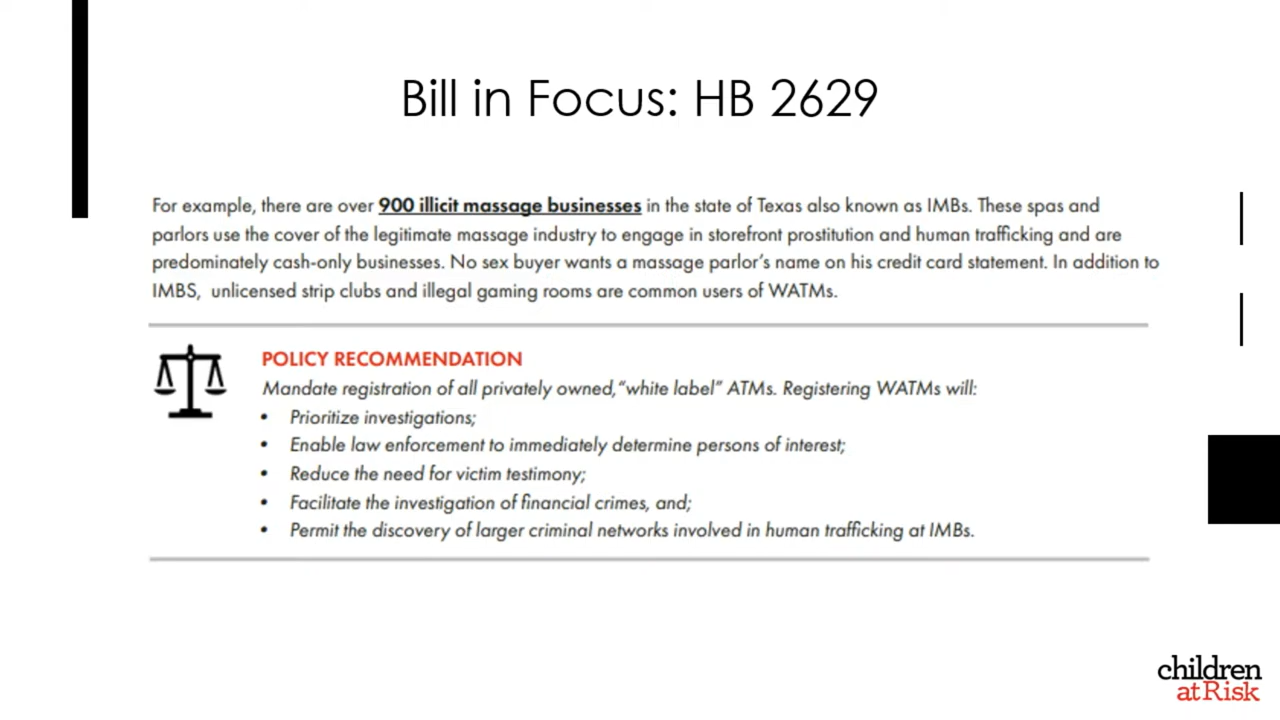 Bill in Focus: HB 2629
For example, there are over 900 illicit massage businesses in the state of Texas also known as IMBs. These spas and
parlors use the cover of the legitimate massage industry to engage in storefront prostitution and human trafficking and are
predominately cash-only businesses. No sex buyer wants a massage parlor's name on his credit card statement. In addition to
IMBS, unlicensed strip clubs and illegal gaming rooms are common users of WATMs.
POLICY RECOMMENDATION
Mandate registration of all privately owned,"white label" ATMs. Registering WATMs will:
• Prioritize investigations;
• Enable law enforcement to immediately determine persons of interest;
• Reduce the need for victim testimony;
• Facilitate the investigation of financial crimes, and;
• Permit the discovery of larger criminal networks involved in human trafficking at IMBs.
children
atRisk